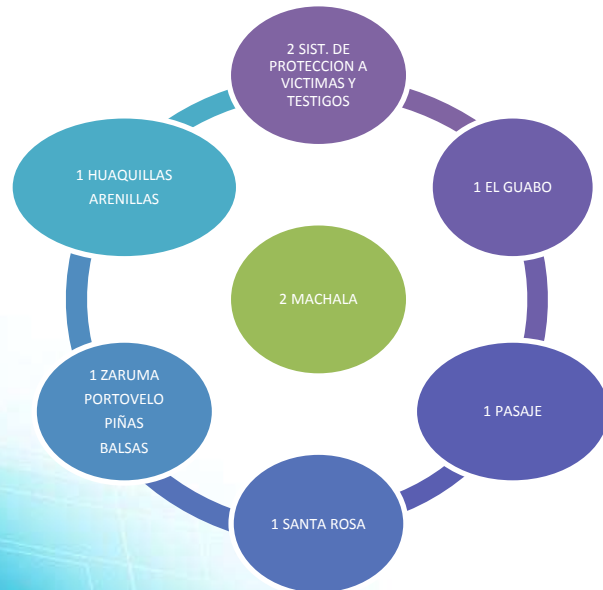 2 SIST. DE
PROTECCION A
VICTIMAS Y
TESTIGOS
1 HUAQUILLAS
ARENILLAS
1 EL GUABO
2 MACHALA
1 ZARUMA
PORTOVELO
PIÑAS
BALSAS
1 PASAJE
1 SANTA ROSA